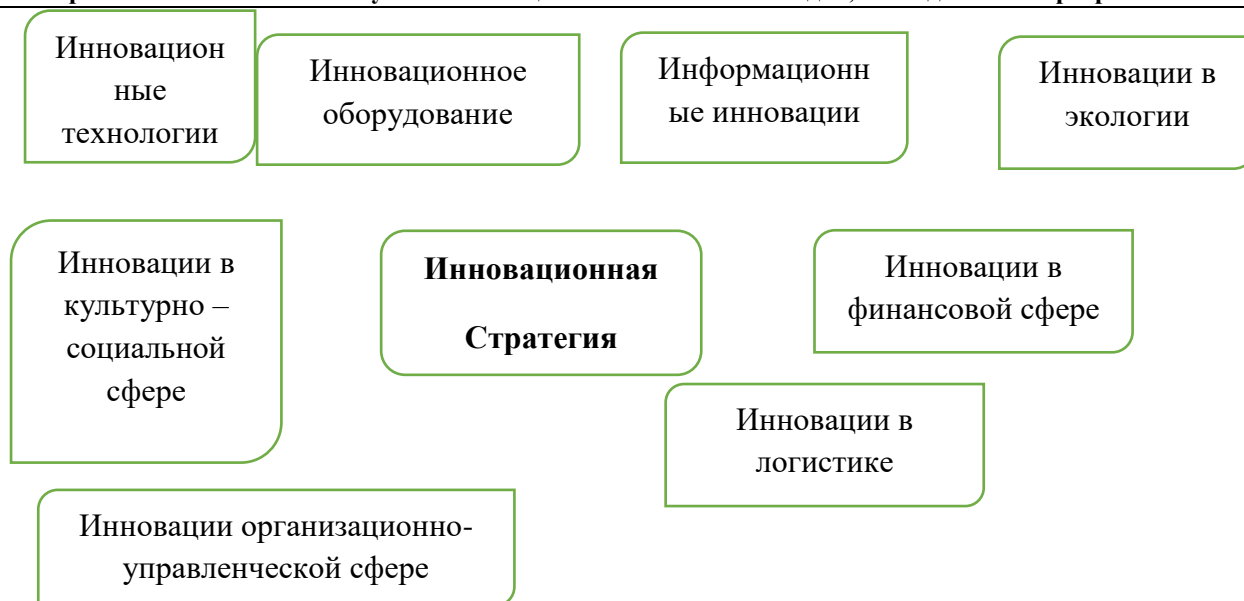 Инновацион
ные
технологии
Инновационное
оборудование
Информационн
ые инновации
Инновации в
экологии
Инновации в
культурно –
социальной
сфере
Инновационная
Стратегия
Инновации в
финансовой сфере
Инновации в
логистике
Инновации организационно-
управленческой сфере